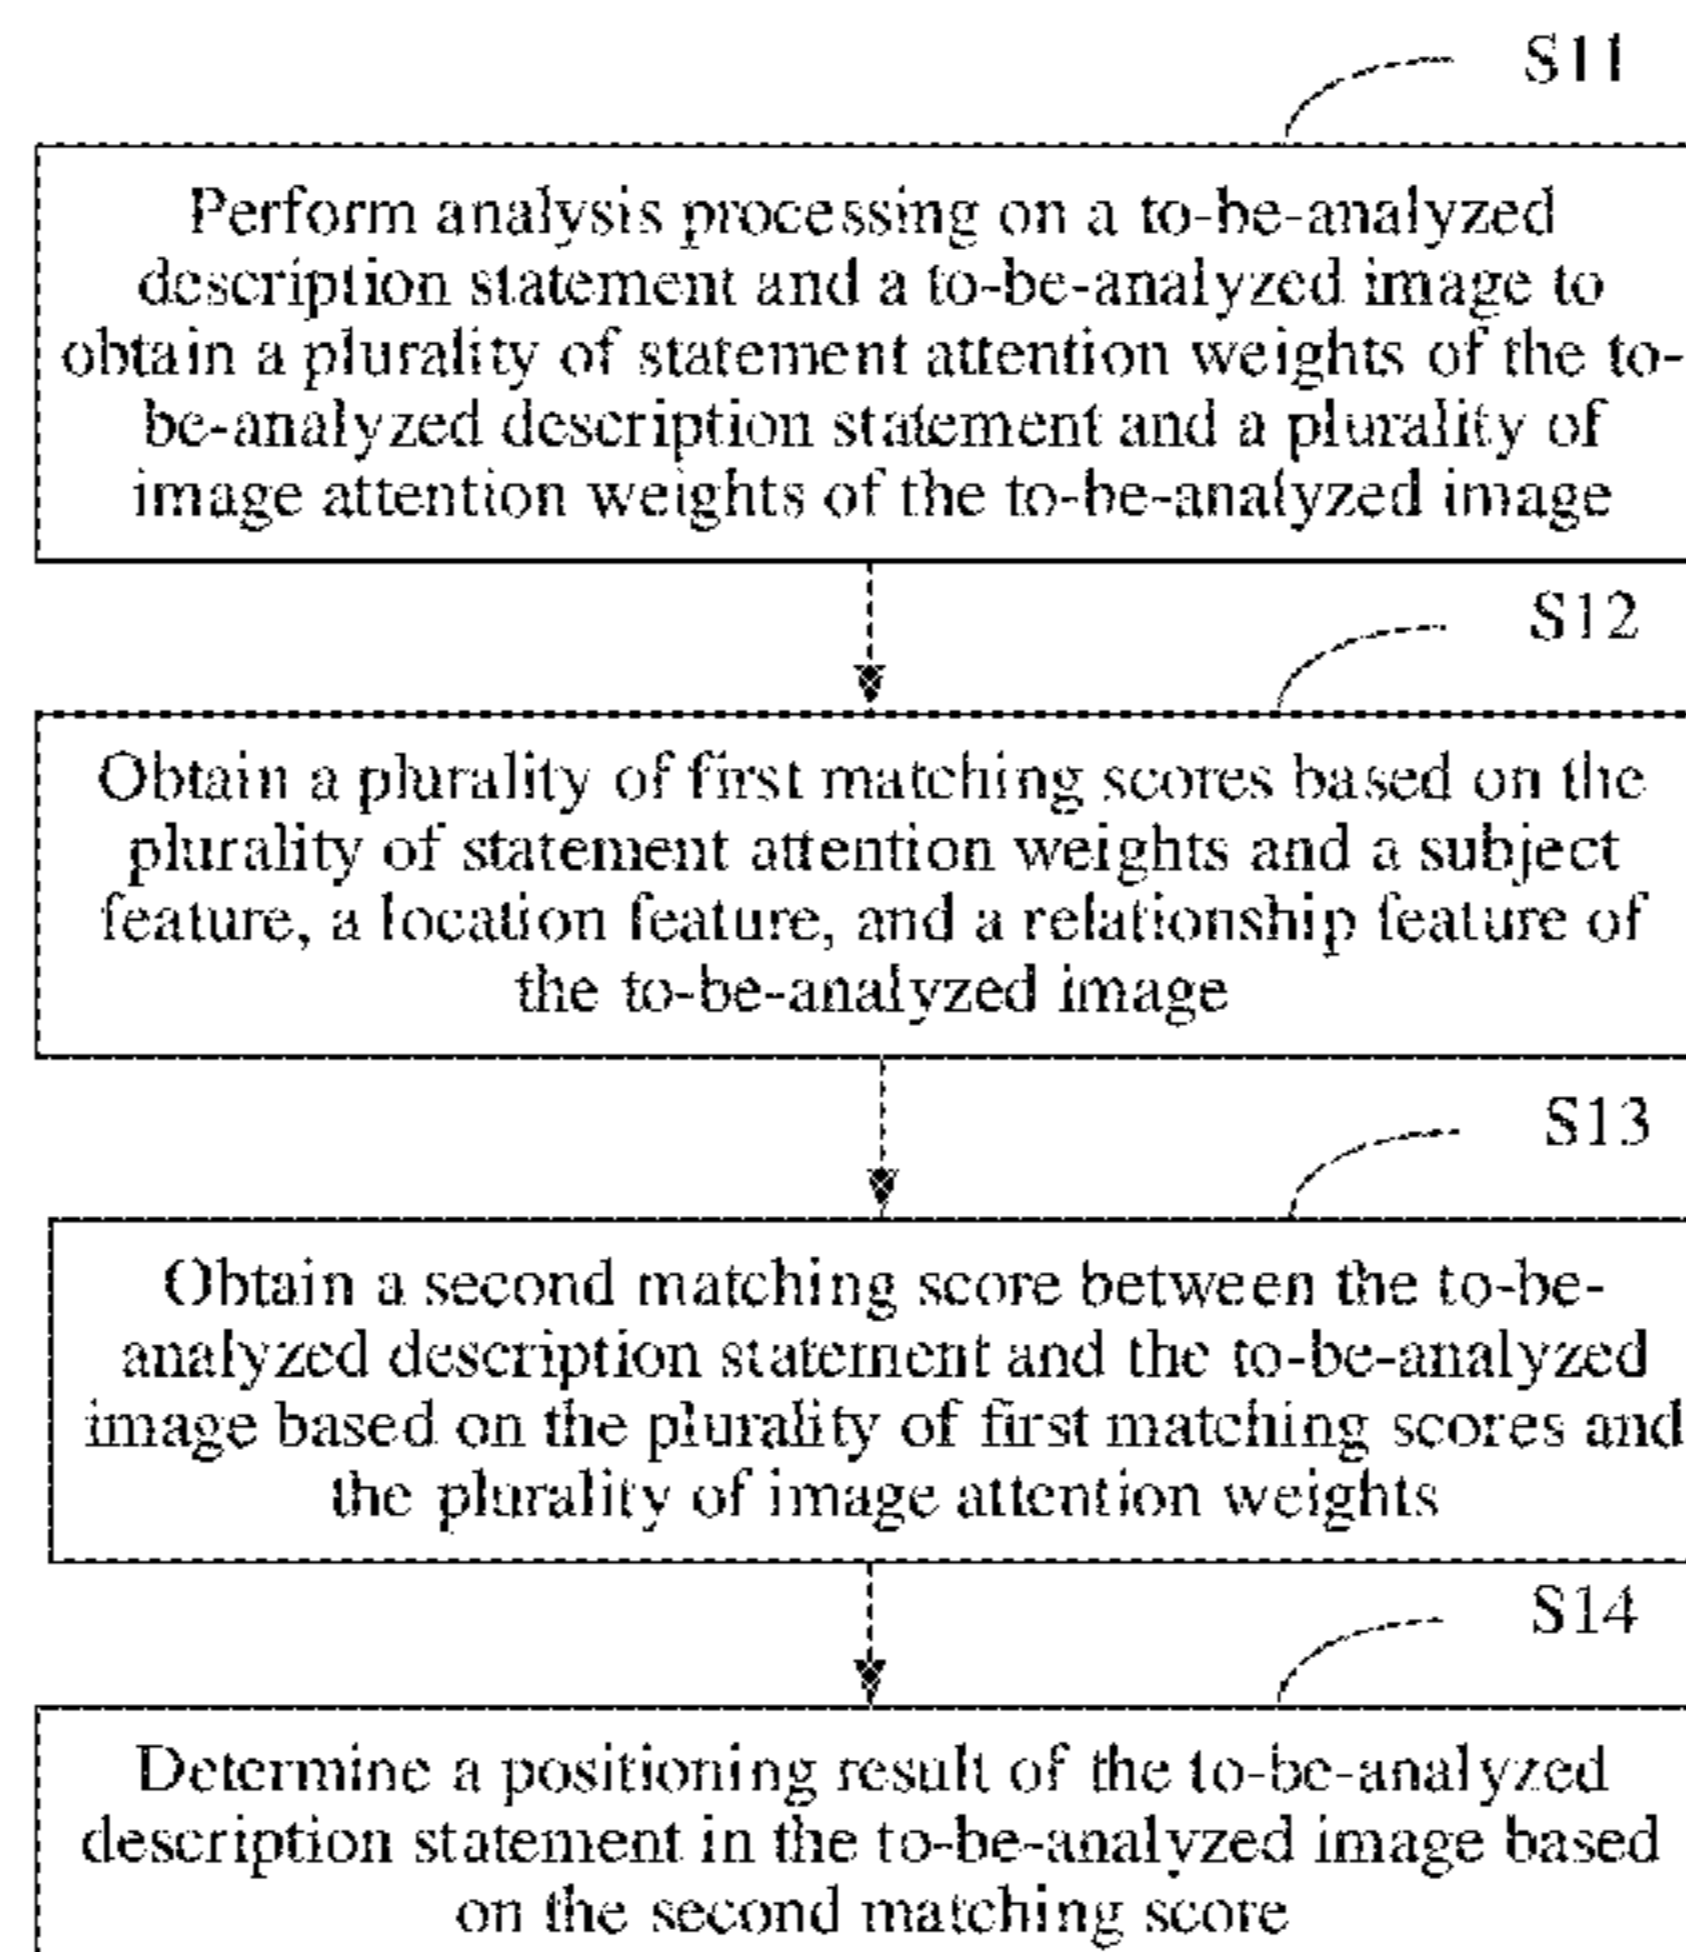 S11
Perform analysis processing on a to-be-analyzed
description statement and a to-be-analyzed image to
obtain a plurality of statement attention weights of the to-
be-analyzed description statement and a plurality of
image attention weights of the to-be-analyzed image
S12
Obtain a plurality of first matching scores based on the
plurality of statement attention weights and a subject
feature, a location feature, and a relationship feature of
the to-be-analyzed image
S13
Obtain a second matching score between the to-be-
analyzed description statement and the to-be-analyzed
image based on the plurality of first matching scores and
the plurality of image attention weights
S14
Determine a positioning result of the to-be-analyzed
description statement in the to-be-analyzed image based
on the second matching score